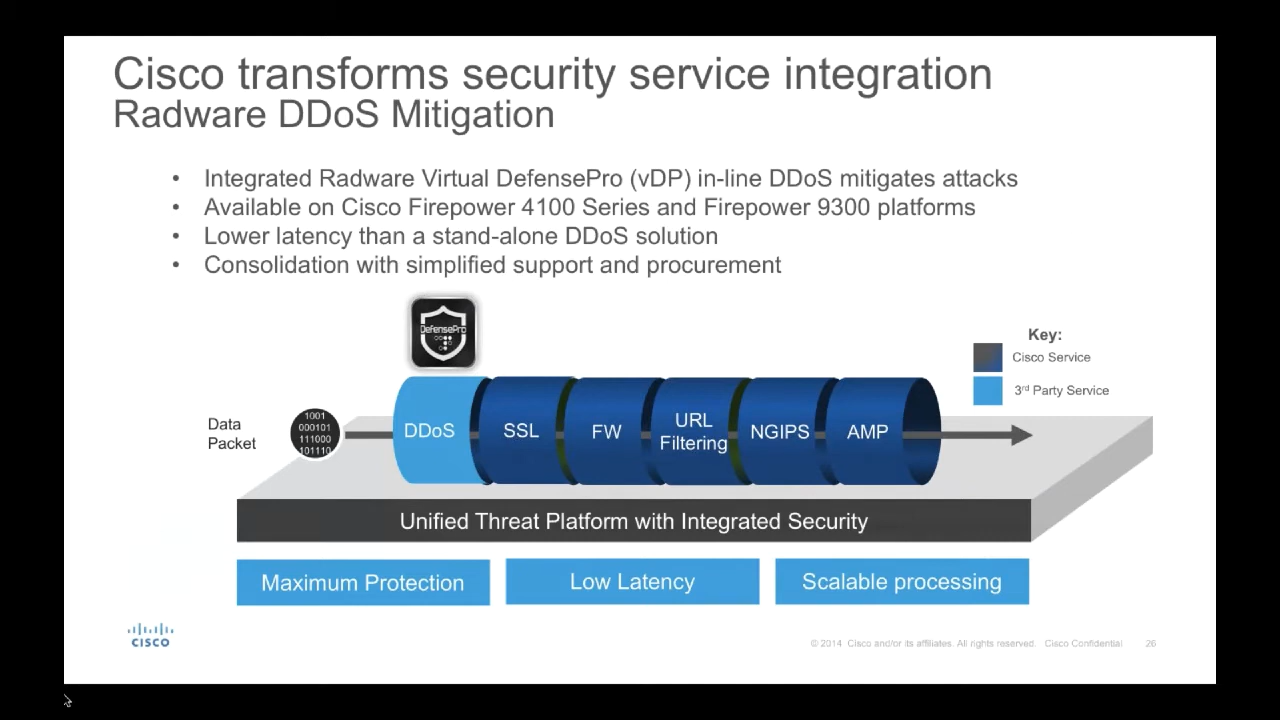 Cisco transforms security service integration
Radware DDoS Mitigation
• Integrated Radware Virtual DefensePro (vDP) in-line DDoS mitigates attacks
• Available on Cisco Firepower 4100 Series and Firepower 9300 platforms
• Lower latency than a stand-alone DDoS solution
• Consolidation with simplified support and procurement
DefensePro
Key:
Cisco Service
3rd Party Service
Data
Packet
1001
000101
111000
101110
DDoS
SSL
FW
URL
Filtering
NGIPS
AMP
Unified Threat Platform with Integrated Security
Maximum Protection
Low Latency
Scalable processing
CISCO
© 2014 Cisco and/or its affiliates. All rights reserved. Cisco Confidential 26